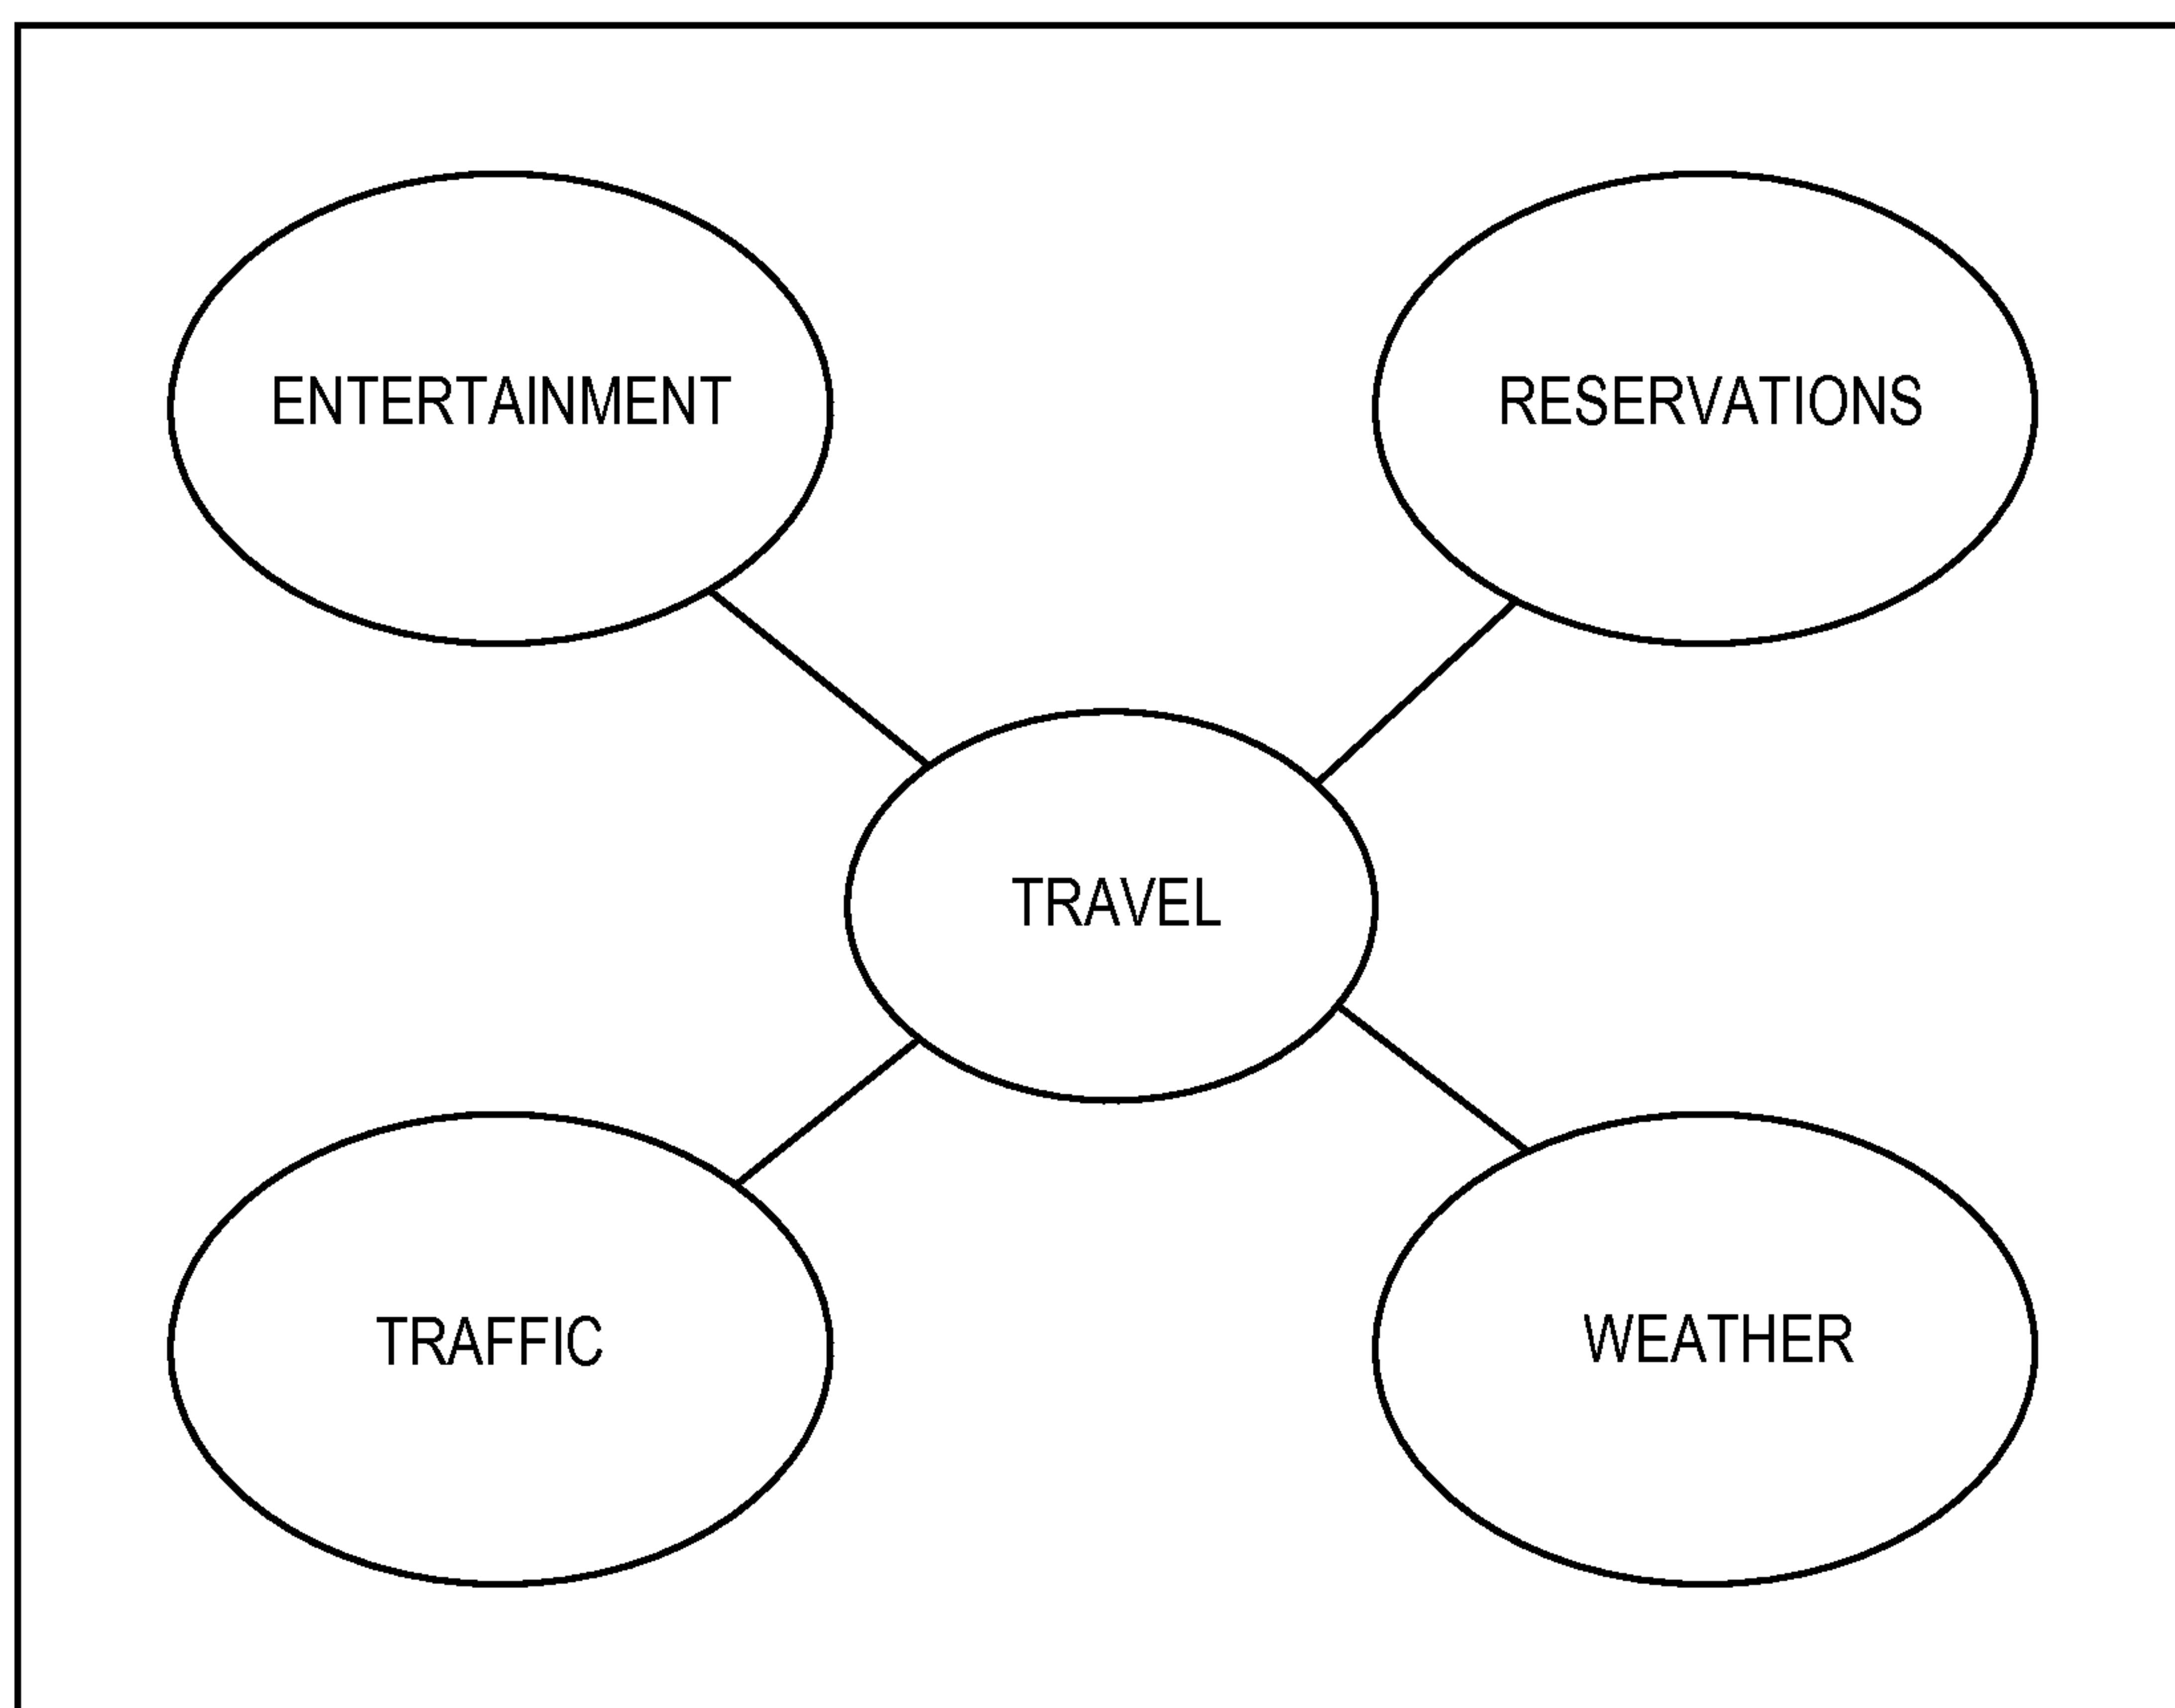 ENTERTAINMENT
RESERVATIONS
TRAVEL
TRAFFIC
WEATHER